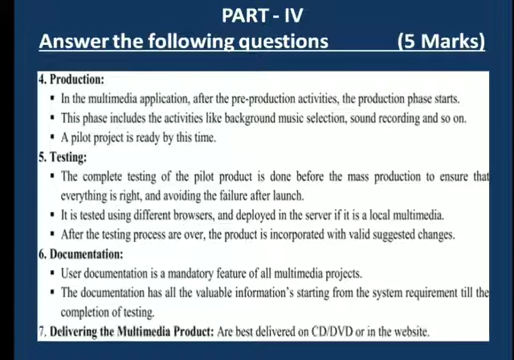 PART - IV
Answer the following questions (5 Marks)
4. Production:
▪ In the multimedia application, after the pre-production activities, the production phase starts.
▪ This phase includes the activities like background music selection, sound recording and so on.
▪ A pilot project is ready by this time.
5. Testing:
▪ The complete testing of the pilot product is done before the mass production to ensure that
everything is right, and avoiding the failure after launch.
▪ It is tested using different browsers, and deployed in the server if it is a local multimedia.
▪ After the testing process are over, the product is incorporated with valid suggested changes.
6. Documentation:
▪ User documentation is a mandatory feature of all multimedia projects.
▪ The documentation has all the valuable information's starting from the system requirement till the
completion of testing.
7. Delivering the Multimedia Product: Are best delivered on CD/DVD or in the website.